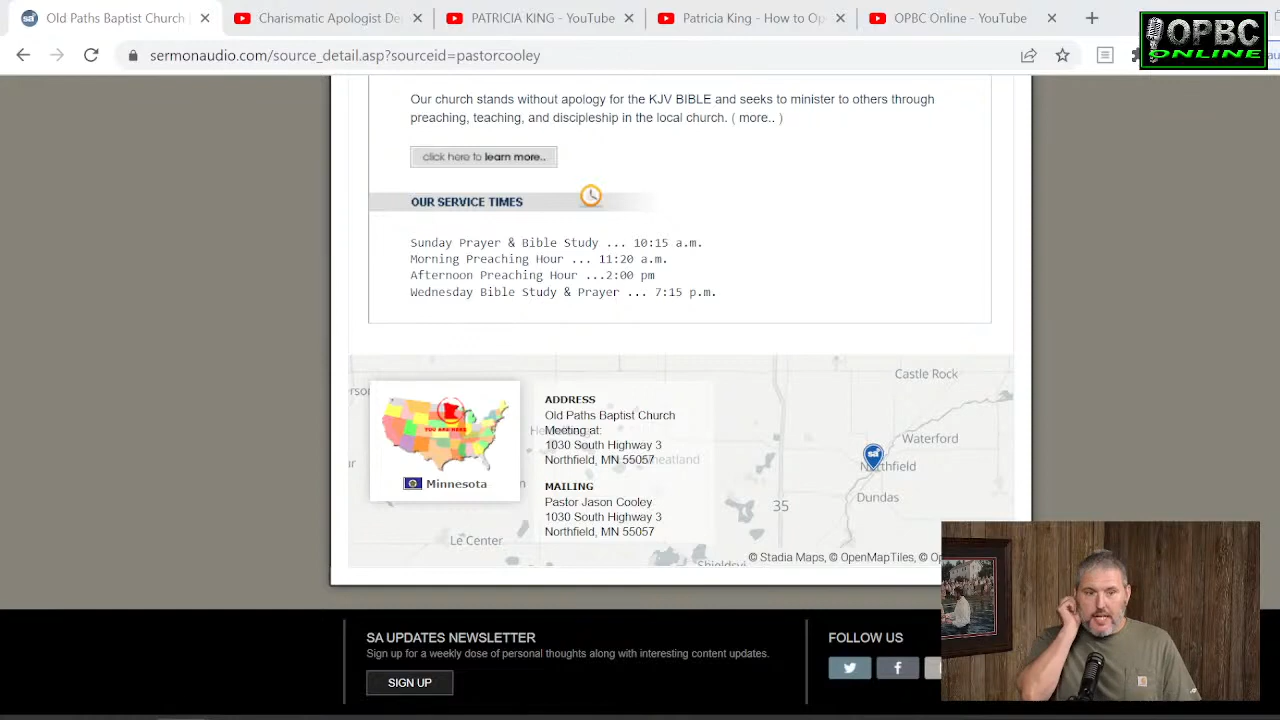 Old Paths Baptist Church
Charismatic Apologist De
PATRICIA KING - YouTube
Patricia King - How to Op
OPBC Online - YouTube
OPBC
ONLINE
Our church stands without apology for the KJV BIBLE and seeks to minister to others through
preaching, teaching, and discipleship in the local church. ( more.. )
click here to learn more..
OUR SERVICE TIMES
Sunday Prayer & Bible Study ... 10:15 a.m.
Morning Preaching Hour ... 11:20 a.m.
Afternoon Preaching Hour ...2:00 pm
Wednesday Bible Study & Prayer ... 7:15 p.m.
YOU ARE HERE
Minnesota
ADDRESS
Old Paths Baptist Church
Meeting at:
1030 South Highway 3
Northfield, MN 55057
MAILING
Pastor Jason Cooley
1030 South Highway 3
Northfield, MN 55057
Castle Rock
Waterford
sa
Northfield
Dundas
35
Le Center
© Stadia Maps, © OpenMapTiles, © Op
SA UPDATES NEWSLETTER
Sign up for a weekly dose of personal thoughts along with interesting content updates.
SIGN UP
FOLLOW US